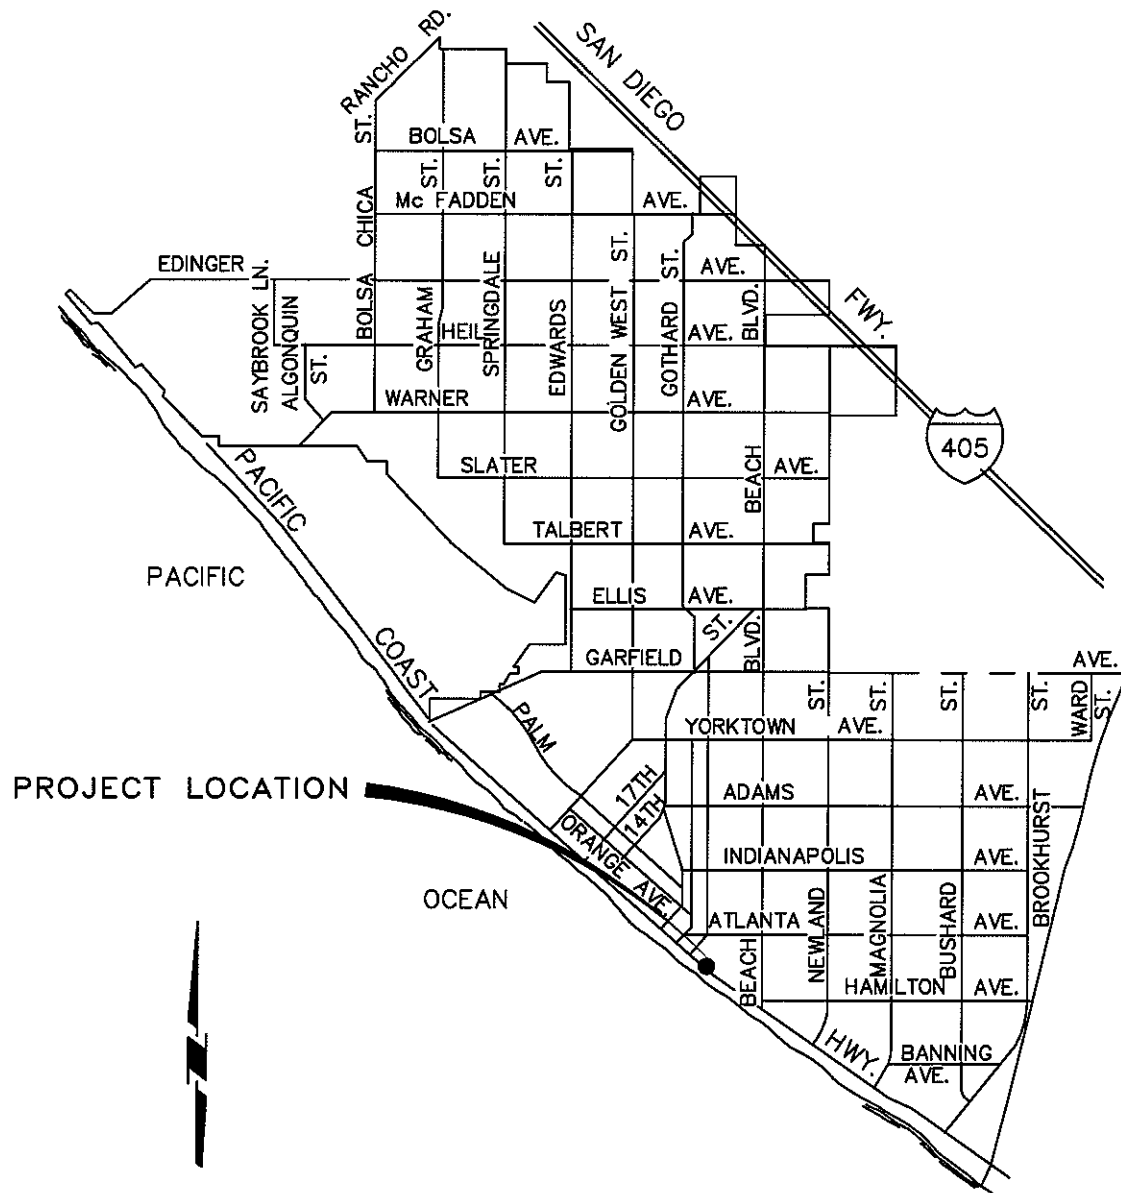 SAN DIEGO
FWY.
405
RANCHO RD.
BOLSA AVE.
Mc FADDEN AVE.
EDINGER AVE.
HEIL AVE.
WARNER AVE.
SLATER AVE.
TALBERT AVE.
ELLIS AVE.
GARFIELD AVE.
YORKTOWN AVE.
ADAMS AVE.
INDIANAPOLIS AVE.
ATLANTA AVE.
HAMILTON AVE.
BANNING
AVE.
SAYBROOK LN.
ALGONQUIN
ST.
BOLSA CHICA ST.
GRAHAM ST.
SPRINGDALE ST.
EDWARDS ST.
GOLDEN WEST ST.
GOTHARD ST.
BEACH BLVD.
ST.
BLVD.
BEACH
NEWLAND ST.
MAGNOLIA ST.
BUSHARD ST.
BROOKHURST ST.
WARD ST.
PALM
17TH
14TH
ORANGE AVE.
PACIFIC COAST HWY.
PACIFIC
OCEAN
PROJECT LOCATION